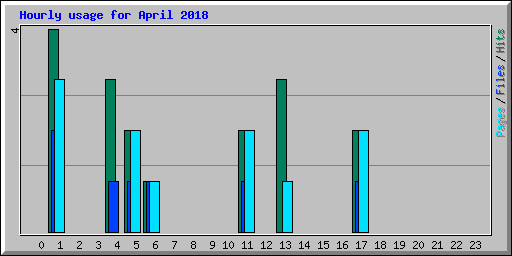 Hourly usage for April 2018
4
Pages/Files/Hits
0 1 2 3 4 5 6 7 8 9 10 11 12 13 14 15 16 17 18 19 20 21 22 23